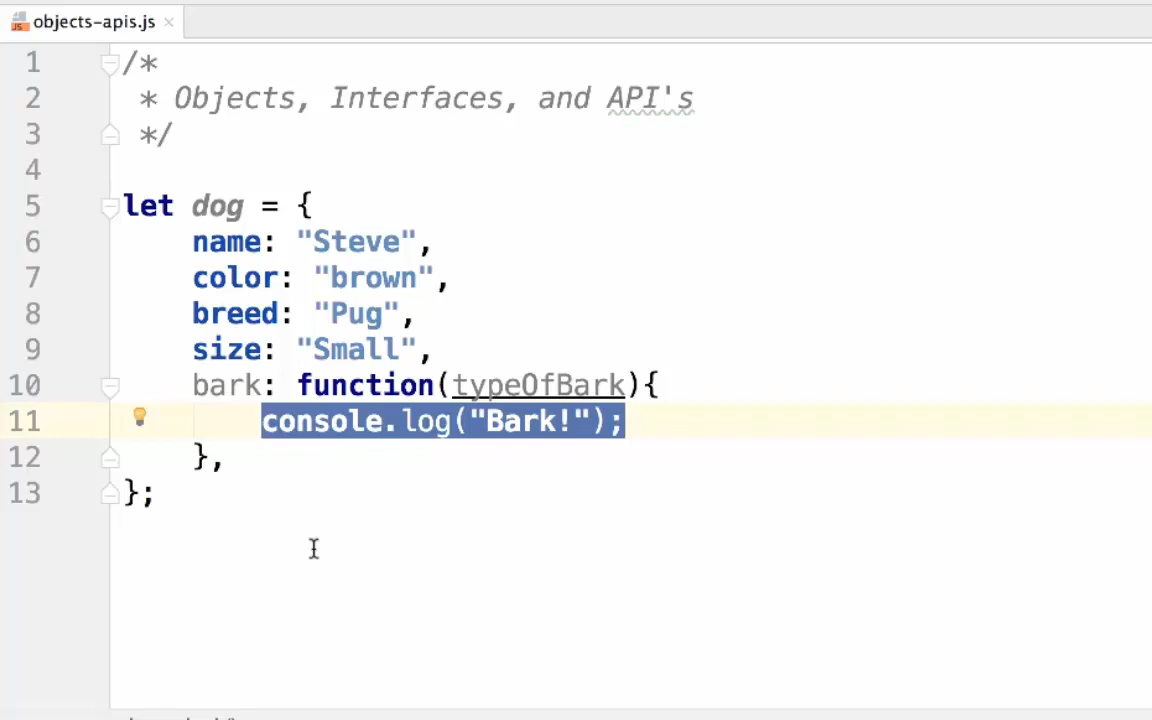 objects-apis.js
1 /*
2  * Objects, Interfaces, and API's
3  */
4
5 let dog = {
6     name: "Steve",
7     color: "brown",
8     breed: "Pug",
9     size: "Small",
10     bark: function(typeOfBark){
11         console.log("Bark!");
12     },
13 };